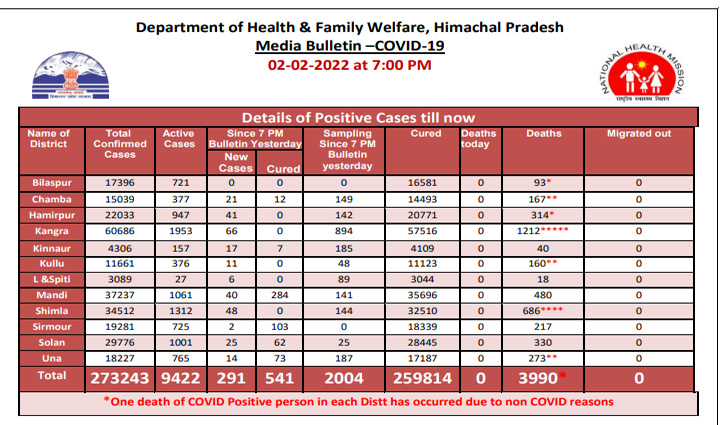 Department of Health & Family Welfare, Himachal Pradesh
Media Bulletin –COVID-19
02-02-2022 at 7:00 PM
NATIONAL HEALTH MISSION
राष्ट्रीय स्वास्थ्य मिशन
Details of Positive Cases till now
Name of District Total Confirmed Cases Active Cases Since 7 PM Bulletin Yesterday New Cases Cured Sampling Since 7 PM Bulletin yesterday Cured Deaths today Deaths Migrated out
Bilaspur 17396 721 0 0 0 16581 0 93* 0
Chamba 15039 377 21 12 149 14493 0 167** 0
Hamirpur 22033 947 41 0 142 20771 0 314* 0
Kangra 60686 1953 66 0 894 57516 0 1212***** 0
Kinnaur 4306 157 17 7 185 4109 0 40 0
Kullu 11661 376 11 0 48 11123 0 160** 0
L &Spiti 3089 27 6 0 89 3044 0 18 0
Mandi 37237 1061 40 284 141 35696 0 480 0
Shimla 34512 1312 48 0 144 32510 0 686**** 0
Sirmour 19281 725 2 103 0 18339 0 217 0
Solan 29776 1001 25 62 25 28445 0 330 0
Una 18227 765 14 73 187 17187 0 273** 0
Total 273243 9422 291 541 2004 259814 0 3990* 0
*One death of COVID Positive person in each Distt has occurred due to non COVID reasons